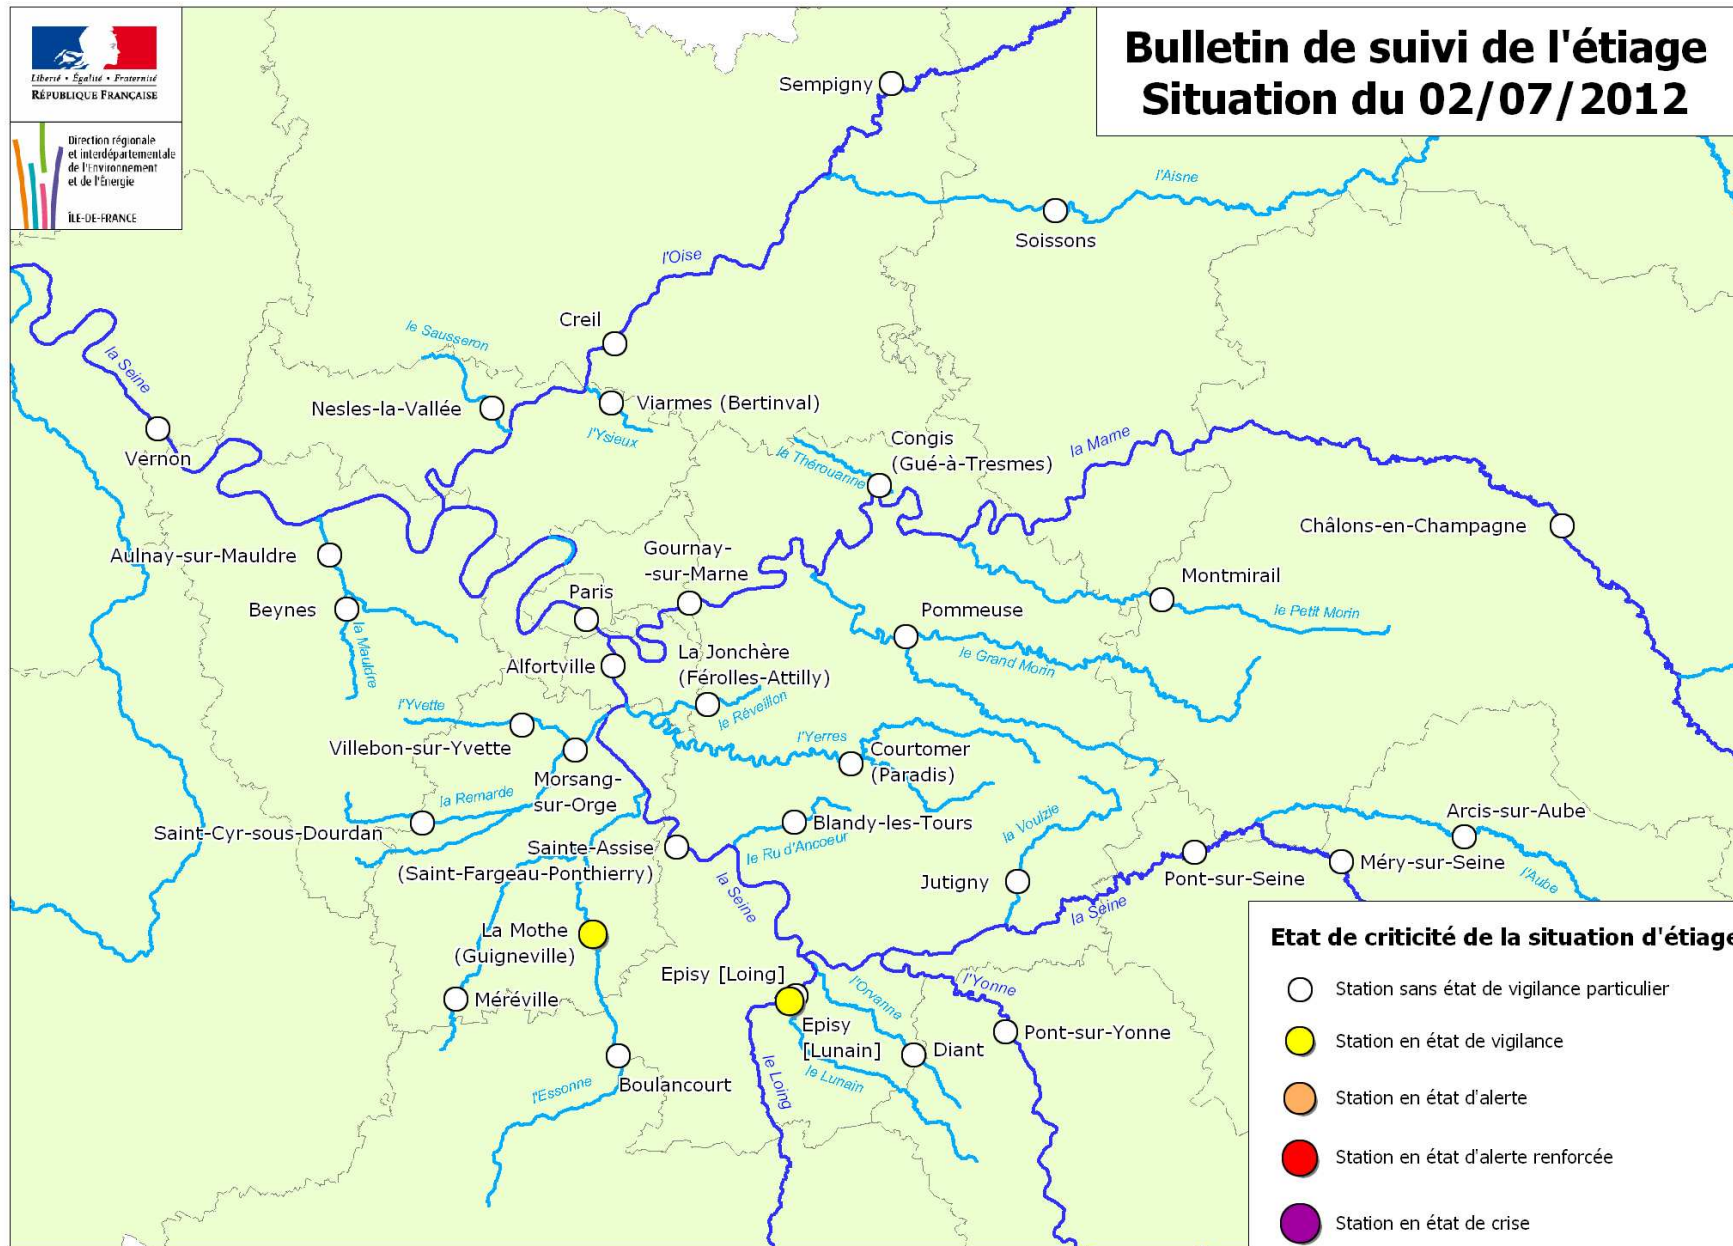 Liberté • Égalité • Fraternité
RÉPUBLIQUE FRANÇAISE
Direction régionale
et interdépartementale
de l'Environnement
et de l'Énergie
ÎLE-DE-FRANCE
Bulletin de suivi de l'étiage
Situation du 02/07/2012
Sempigny
l'Aisne
Soissons
l'Oise
Creil
le Sausseron
la Seine
Nesles-la-Vallée
Viarmes (Bertinval)
l'Ysieux
Vernon
Congis
(Gué-à-Tresmes)
la Thérouanne
la Marne
Châlons-en-Champagne
Aulnay-sur-Mauldre
Gournay-
-sur-Marne
Montmirail
Beynes
Paris
Pommeuse
le Petit Morin
la Mauldre
Alfortville
La Jonchère
(Férolles-Attilly)
le Grand Morin
l'Yvette
le Réveillon
Villebon-sur-Yvette
l'Yerres
Courtomer
(Paradis)
Morsang-
sur-Orge
la Remarde
Saint-Cyr-sous-Dourdan
Blandy-les-Tours
la Voulzie
Arcis-sur-Aube
Sainte-Assise
(Saint-Fargeau-Ponthierry)
le Ru d'Ancoeur
Jutigny
Pont-sur-Seine
Méry-sur-Seine
l'Aube
la Seine
la Seine
La Mothe
(Guigneville)
Episy [Loing]
l'Orvanne
l'Yonne
Méréville
Episy
[Lunain]
Diant
Pont-sur-Yonne
le Lunain
le Loing
Boulancourt
l'Essonne
Etat de criticité de la situation d'étiage
Station sans état de vigilance particulier
Station en état de vigilance
Station en état d'alerte
Station en état d'alerte renforcée
Station en état de crise